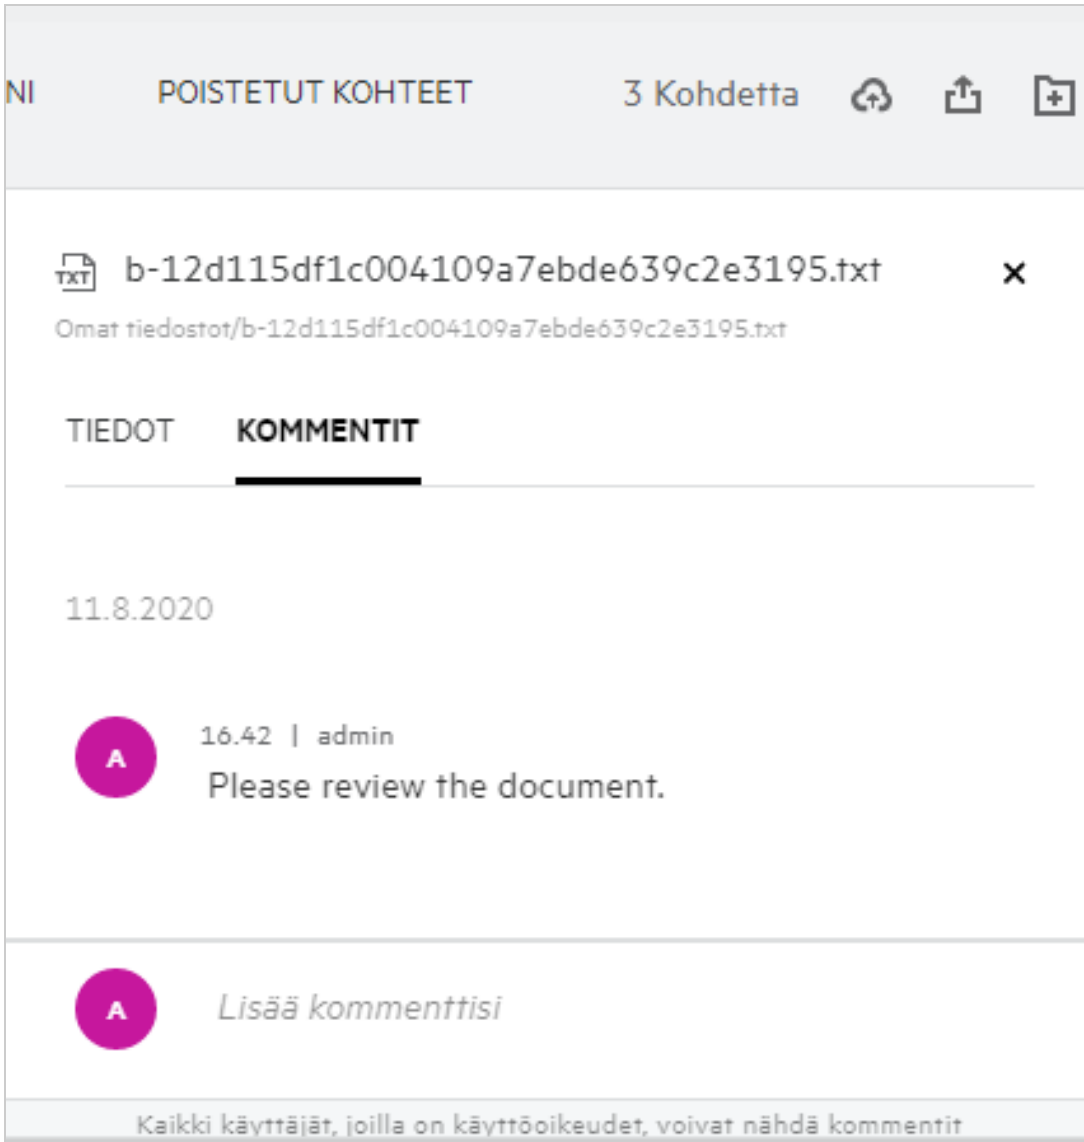 NI POISTETUT KOHTEET 3 Kohdetta
TXT b-12d115df1c004109a7ebde639c2e3195.txt
Omat tiedostot/b-12d115df1c004109a7ebde639c2e3195.txt
TIEDOT KOMMENTIT
11.8.2020
16.42 | admin
A
Please review the document.
A Lisää kommenttisi
Kaikki käyttäjät, joilla on käyttöoikeudet, voivat nähdä kommentit